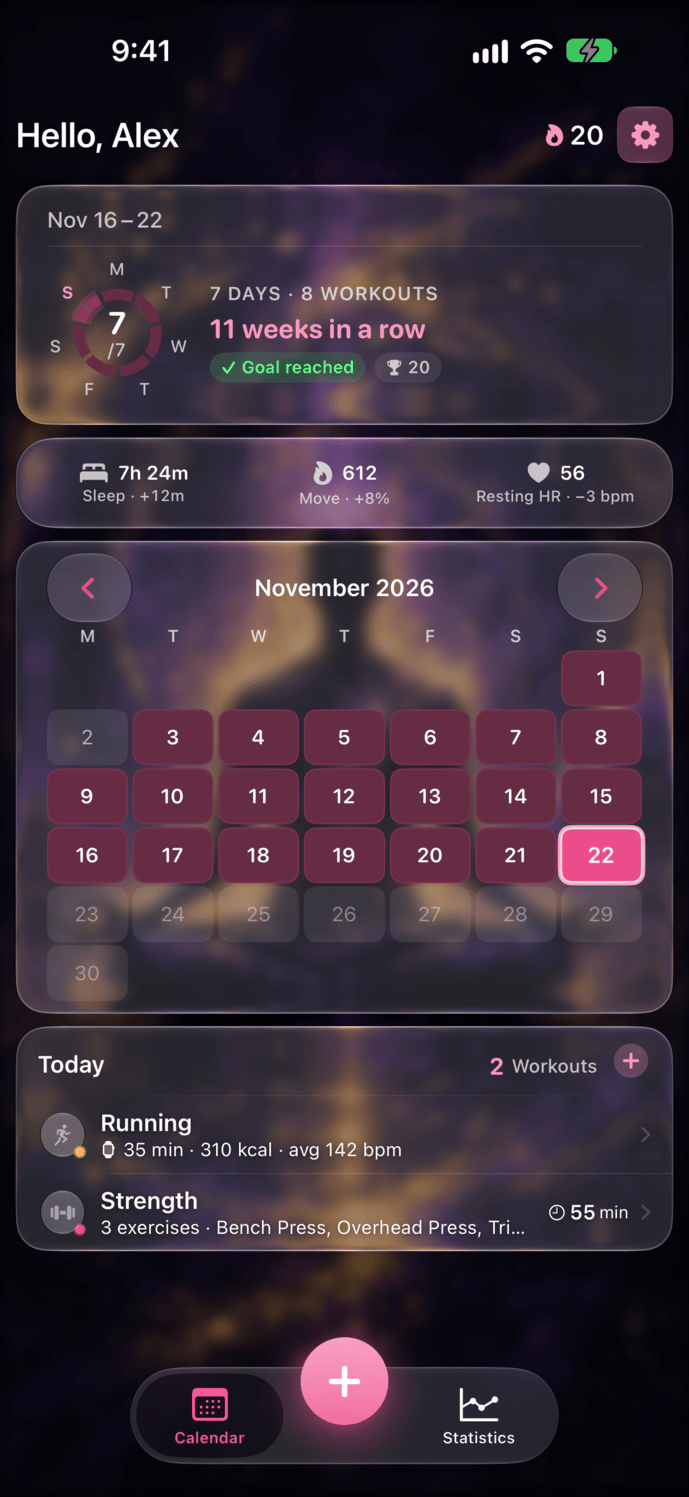 9:41
Hello, Alex
20
Nov 16–22
M
S T
7
S /7 W
F T
7 DAYS · 8 WORKOUTS
11 weeks in a row
✓ Goal reached 20
7h 24m 612 56
Sleep · +12m Move · +8% Resting HR · −3 bpm
November 2026
M T W T F S S
1
2 3 4 5 6 7 8
9 10 11 12 13 14 15
16 17 18 19 20 21 22
23 24 25 26 27 28 29
30
Today 2 Workouts +
Running
35 min · 310 kcal · avg 142 bpm
Strength
3 exercises · Bench Press, Overhead Press, Tri... 55 min
+
Calendar Statistics